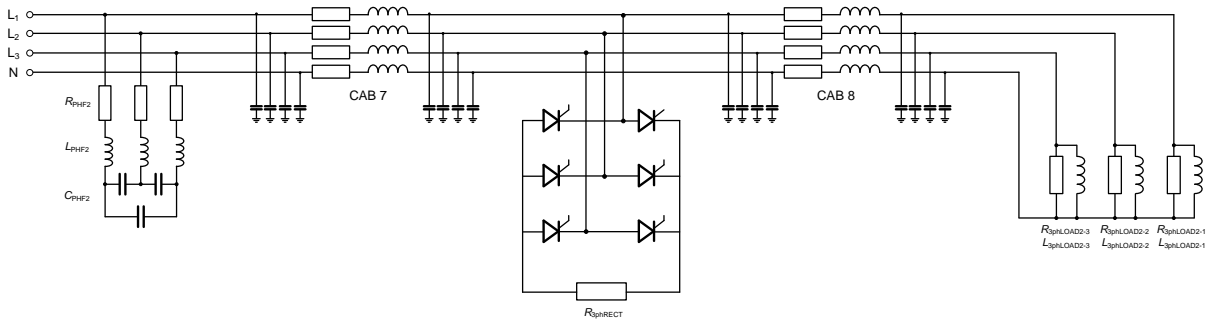 L1
L2
L3
N
CAB 7
CAB 8
RPHF2
LPHF2
CPHF2
R3phRECT
R3phLOAD2-3 R3phLOAD2-2 R3phLOAD2-1
L3phLOAD2-3 L3phLOAD2-2 L3phLOAD2-1